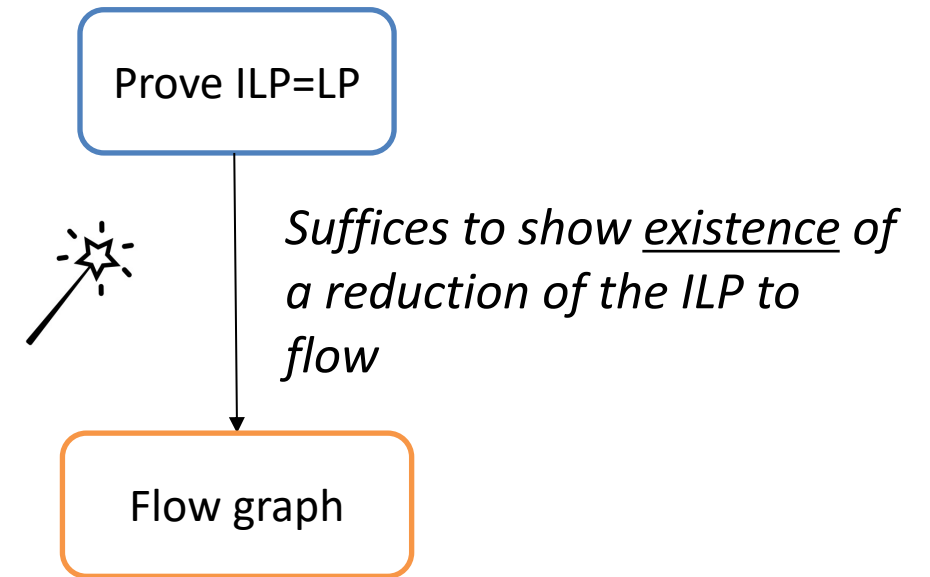 Prove ILP=LP
Suffices to show existence of
a reduction of the ILP to
flow
Flow graph